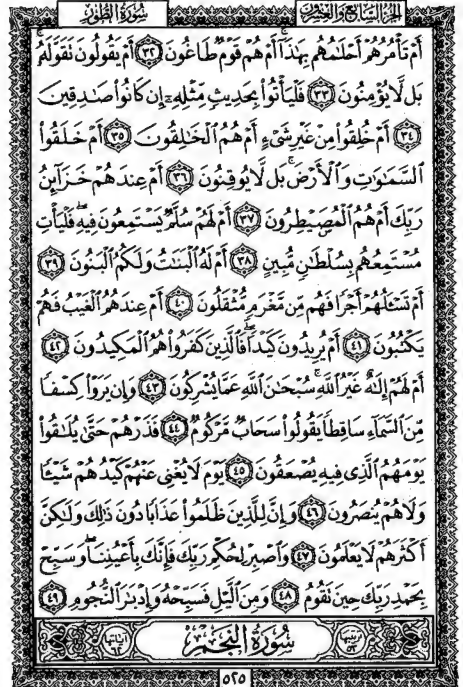 الجزء السابع والعشرون سورة الطور
أَمْ تَأْمُرُهُمْ أَحْلَٰمُهُم بِهَٰذَآ أَمْ هُمْ قَوْمٌ طَاغُونَ ٣٢ أَمْ يَقُولُونَ تَقَوَّلَهُۥ
بَل لَّا يُؤْمِنُونَ ٣٣ فَلْيَأْتُوا۟ بِحَدِيثٍ مِّثْلِهِۦٓ إِن كَانُوا۟ صَٰدِقِينَ
٣٤ أَمْ خُلِقُوا۟ مِنْ غَيْرِ شَىْءٍ أَمْ هُمُ ٱلْخَٰلِقُونَ ٣٥ أَمْ خَلَقُوا۟
ٱلسَّمَٰوَٰتِ وَٱلْأَرْضَ بَل لَّا يُوقِنُونَ ٣٦ أَمْ عِندَهُمْ خَزَآئِنُ
رَبِّكَ أَمْ هُمُ ٱلْمُصَۣيْطِرُونَ ٣٧ أَمْ لَهُمْ سُلَّمٌ يَسْتَمِعُونَ فِيهِ فَلْيَأْتِ
مُسْتَمِعُهُم بِسُلْطَٰنٍ مُّبِينٍ ٣٨ أَمْ لَهُ ٱلْبَنَٰتُ وَلَكُمُ ٱلْبَنُونَ ٣٩
أَمْ تَسْـَٔلُهُمْ أَجْرًا فَهُم مِّن مَّغْرَمٍ مُّثْقَلُونَ ٤٠ أَمْ عِندَهُمُ ٱلْغَيْبُ فَهُمْ
يَكْتُبُونَ ٤١ أَمْ يُرِيدُونَ كَيْدًا فَٱلَّذِينَ كَفَرُوا۟ هُمُ ٱلْمَكِيدُونَ ٤٢
أَمْ لَهُمْ إِلَٰهٌ غَيْرُ ٱللَّهِ سُبْحَٰنَ ٱللَّهِ عَمَّا يُشْرِكُونَ ٤٣ وَإِن يَرَوْا۟ كِسْفًا
مِّنَ ٱلسَّمَآءِ سَاقِطًا يَقُولُوا۟ سَحَابٌ مَّرْكُومٌ ٤٤ فَذَرْهُمْ حَتَّىٰ يُلَٰقُوا۟
يَوْمَهُمُ ٱلَّذِى فِيهِ يُصْعَقُونَ ٤٥ يَوْمَ لَا يُغْنِى عَنْهُمْ كَيْدُهُمْ شَيْـًٔا
وَلَا هُمْ يُنصَرُونَ ٤٦ وَإِنَّ لِلَّذِينَ ظَلَمُوا۟ عَذَابًا دُونَ ذَٰلِكَ وَلَٰكِنَّ
أَكْثَرَهُمْ لَا يَعْلَمُونَ ٤٧ وَٱصْبِرْ لِحُكْمِ رَبِّكَ فَإِنَّكَ بِأَعْيُنِنَا وَسَبِّحْ
بِحَمْدِ رَبِّكَ حِينَ تَقُومُ ٤٨ وَمِنَ ٱلَّيْلِ فَسَبِّحْهُ وَإِدْبَٰرَ ٱلنُّجُومِ ٤٩
سُورَةُ النَّجْمِ
٥٢٥